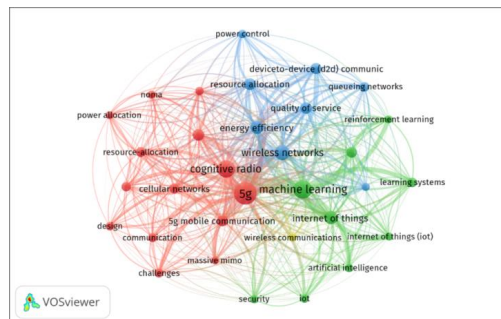 power control
deviceto-device (d2d) communic
resource allocation
queueing networks
noma
power allocation
quality of service
reinforcement learning
energy efficiency
resource-allocation
wireless networks
cognitive radio
learning systems
cellular networks
5g
machine learning
5g mobile communication
internet of things
design
communication
wireless communications
internet of things (iot)
massive mimo
artificial intelligence
challenges
security
iot
VOSviewer